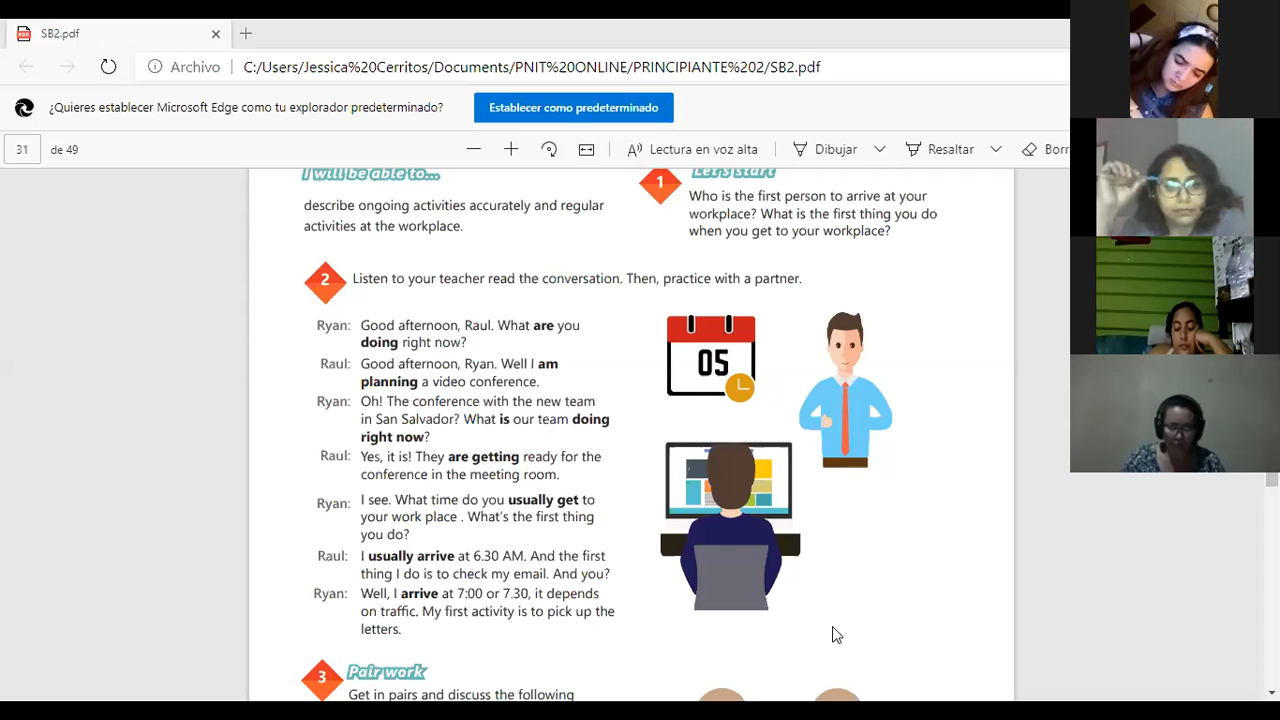 SB2.pdf
Archivo C:/Users/Jessica%20Cerritos/Documents/PNIT%20ONLINE/PRINCIPIANTE%202/SB2.pdf
¿Quieres establecer Microsoft Edge como tu explorador predeterminado? Establecer como predeterminado
31 de 49 Lectura en voz alta Dibujar Resaltar Borr
I will be able to...
describe ongoing activities accurately and regular
activities at the workplace.
1 Let's start
Who is the first person to arrive at your
workplace? What is the first thing you do
when you get to your workplace?
2 Listen to your teacher read the conversation. Then, practice with a partner.
Ryan: Good afternoon, Raul. What are you
doing right now?
Raul: Good afternoon, Ryan. Well I am
planning a video conference.
Ryan: Oh! The conference with the new team
in San Salvador? What is our team doing
right now?
Raul: Yes, it is! They are getting ready for the
conference in the meeting room.
Ryan: I see. What time do you usually get to
your work place . What's the first thing
you do?
Raul: I usually arrive at 6.30 AM. And the first
thing I do is to check my email. And you?
Ryan: Well, I arrive at 7:00 or 7.30, it depends
on traffic. My first activity is to pick up the
letters.
05
3 Pair work
Get in pairs and discuss the following